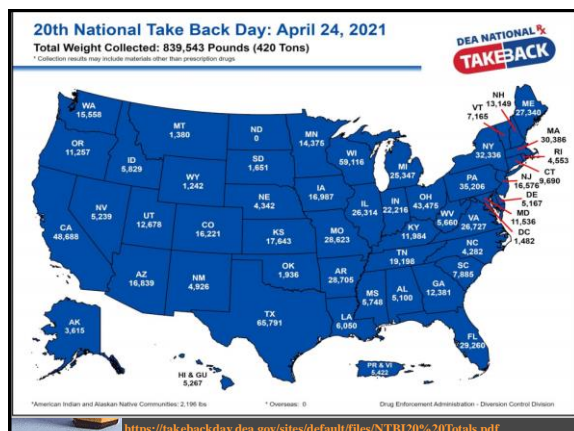 20th National Take Back Day: April 24, 2021
Total Weight Collected: 839,543 Pounds (420 Tons)
* Collection results may include materials other than prescription drugs
DEA NATIONAL Rx
TAKEBACK
WA
15,558
OR
11,257
CA
48,688
NV
5,239
ID
5,829
MT
1,380
WY
1,242
UT
12,678
AZ
16,839
CO
16,221
NM
4,926
ND
0
SD
1,651
NE
4,342
KS
17,643
OK
1,936
TX
65,791
MN
14,375
IA
16,987
MO
28,623
AR
28,705
LA
6,050
WI
59,116
IL
26,314
MI
25,347
IN
22,216
OH
43,475
KY
11,984
TN
19,198
MS
5,748
AL
5,100
GA
12,381
FL
29,260
SC
7,885
NC
4,282
VA
26,727
WV
5,660
PA
35,206
NY
32,336
VT
7,165
NH
13,149
ME
27,340
MA
30,386
RI
4,553
CT
9,690
NJ
16,576
DE
5,167
MD
11,536
DC
1,482
AK
3,615
HI & GU
5,267
PR & VI
5,422
*American Indian and Alaskan Native Communities: 2,196 lbs
* Overseas: 0
Drug Enforcement Administration - Diversion Control Division
https://takebackday.dea.gov/sites/default/files/NTBI20%20Totals.pdf